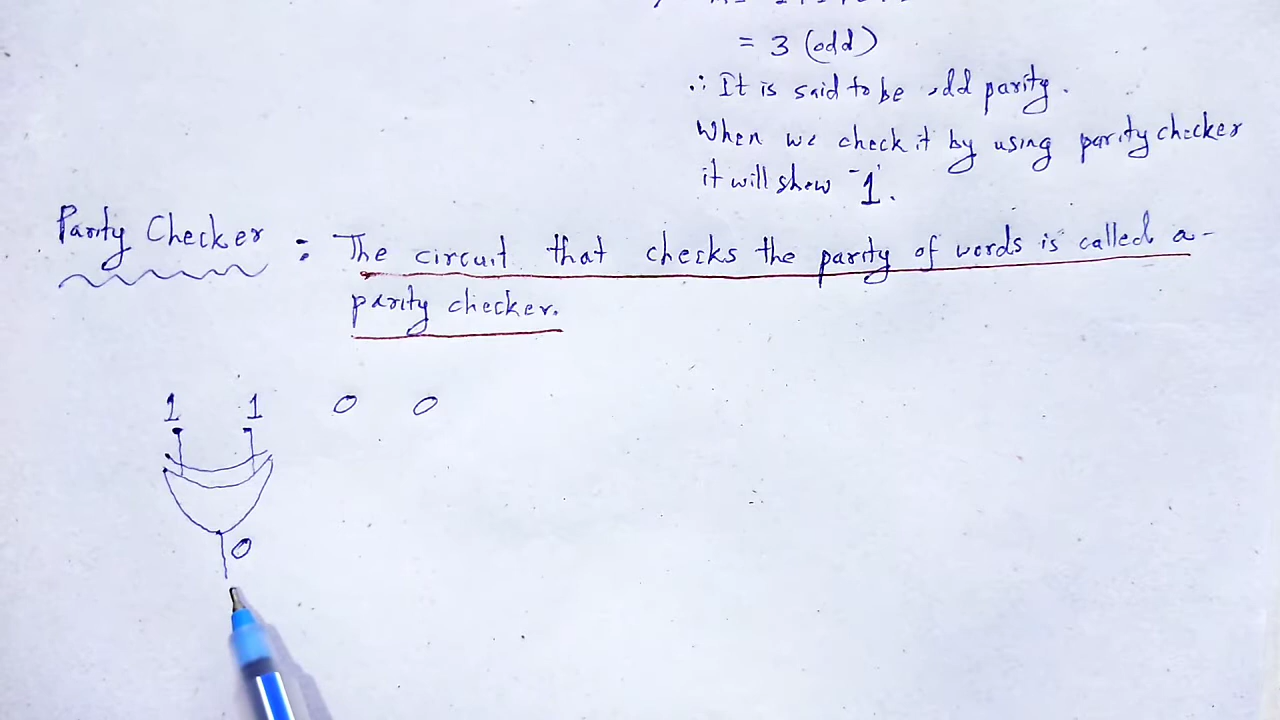 = 3 (odd)
∴ It is said to be odd parity.
When we check it by using parity checker
it will show "1".
Parity Checker : The circuit that checks the parity of words is called a-
parity checker.
1 1 0 0
0